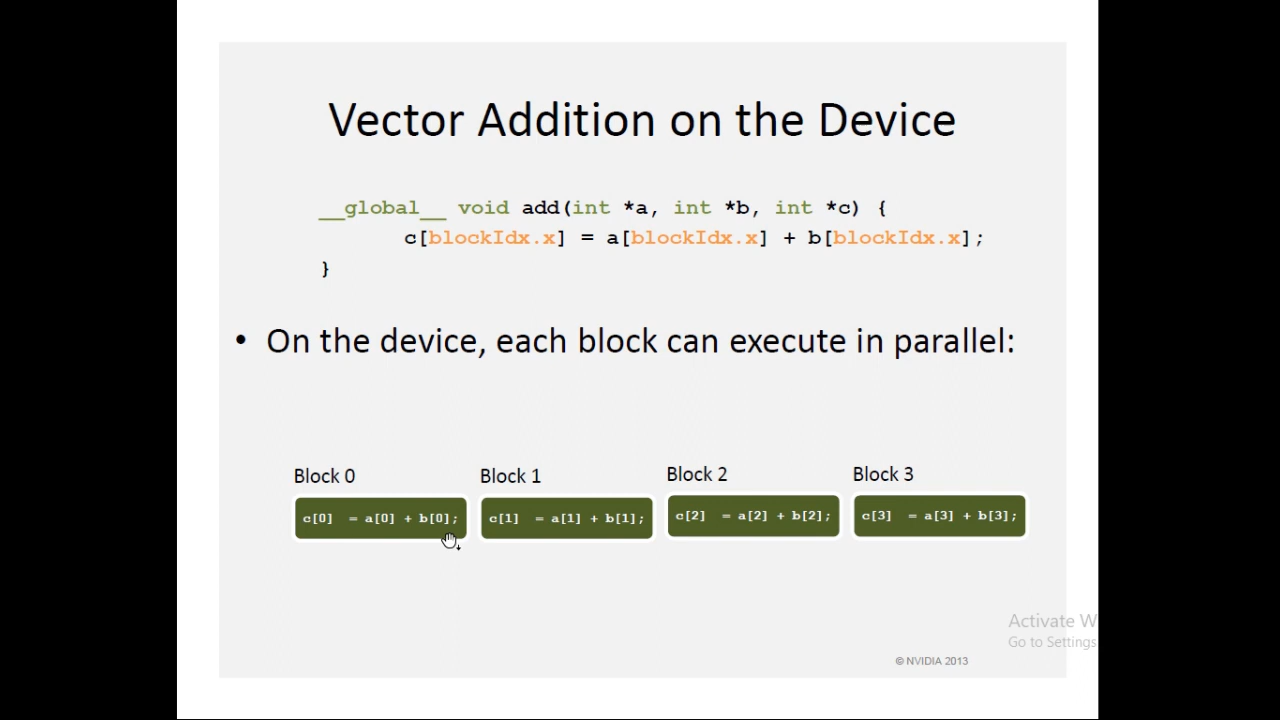 Vector Addition on the Device
__global__ void add(int *a, int *b, int *c) {
c[blockIdx.x] = a[blockIdx.x] + b[blockIdx.x];
}
• On the device, each block can execute in parallel:
Block 0 Block 1 Block 2 Block 3
c[0] = a[0] + b[0]; c[1] = a[1] + b[1]; c[2] = a[2] + b[2]; c[3] = a[3] + b[3];
Activate W
Go to Settings
© NVIDIA 2013